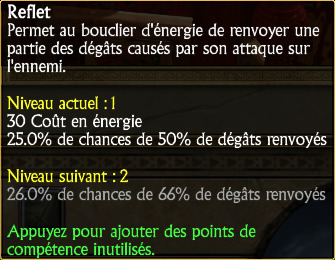 Reflet
Permet au bouclier d'énergie de renvoyer une
partie des dégâts causés par son attaque sur
l'ennemi.
Niveau actuel : 1
30 Coût en énergie
25.0% de chances de 50% de dégâts renvoyés
Niveau suivant : 2
26.0% de chances de 66% de dégâts renvoyés
Appuyez pour ajouter des points de
compétence inutilisés.